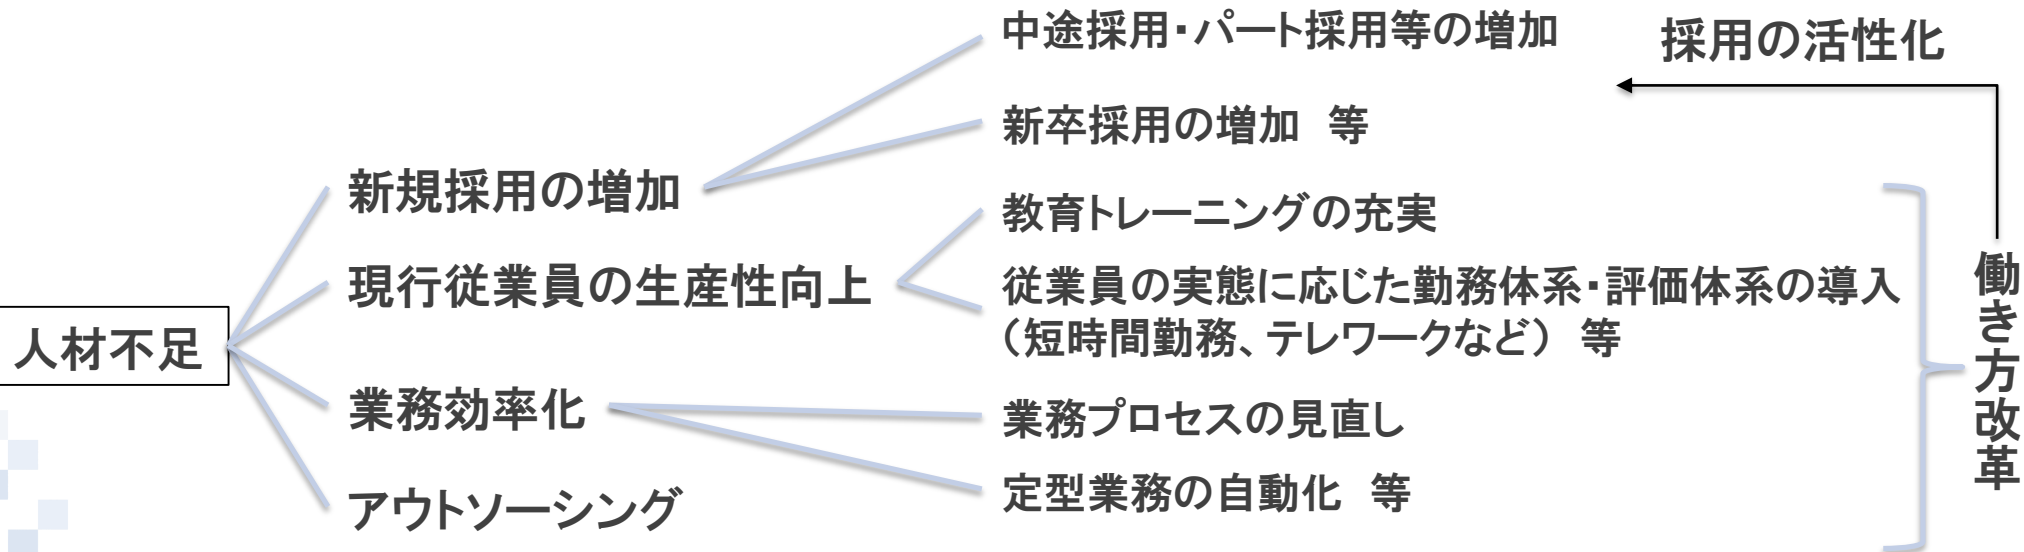 中途採用・パート採用等の増加
採用の活性化
新卒採用の増加 等
新規採用の増加
教育トレーニングの充実
現行従業員の生産性向上
従業員の実態に応じた勤務体系・評価体系の導入
（短時間勤務、テレワークなど） 等
人材不足
働き方改革
業務効率化
業務プロセスの見直し
定型業務の自動化 等
アウトソーシング